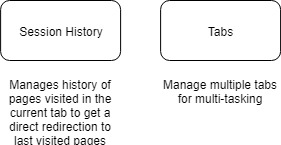 Session History
Tabs
Manages history of
pages visited in the
current tab to get a
direct redirection to
last visited pages
Manage multiple tabs
for multi-tasking